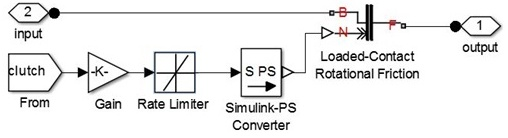 2
input
B
N
F
1
output
Loaded-Contact
Rotational Friction
clutch
From
-K-
Gain
Rate Limiter
S PS
Simulink-PS
Converter